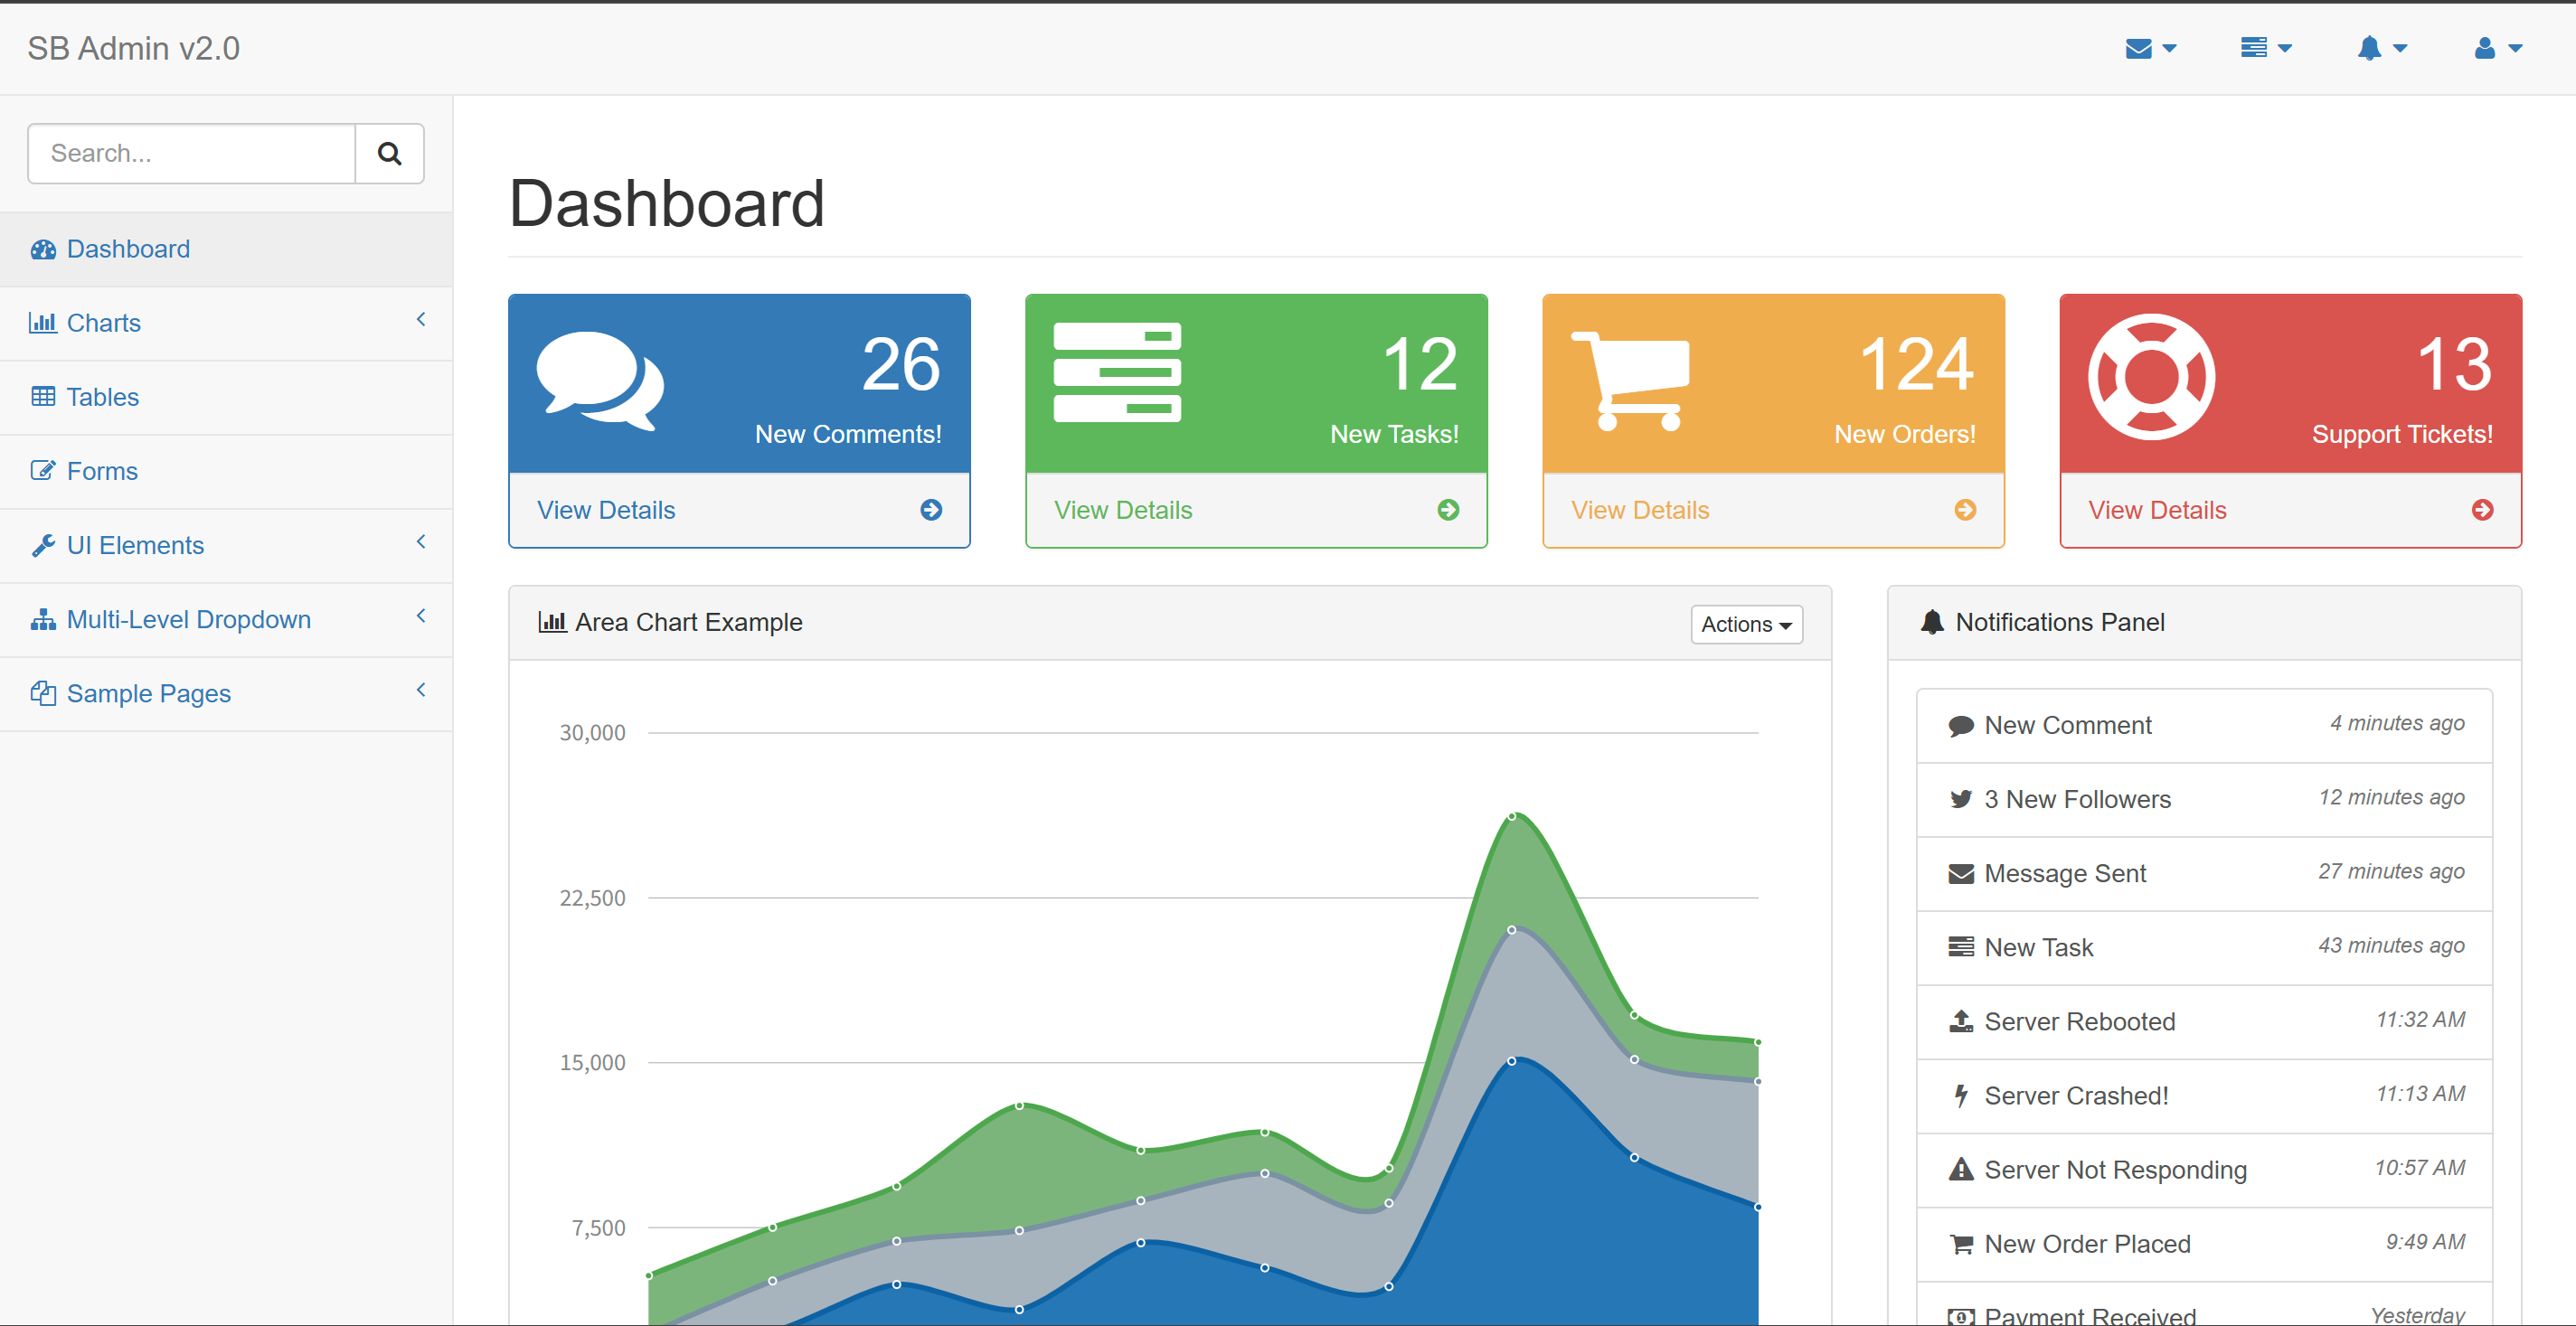 SB Admin v2.0
Search...
Dashboard
Charts
Tables
Forms
UI Elements
Multi-Level Dropdown
Sample Pages
Dashboard
26
New Comments!
View Details
12
New Tasks!
View Details
124
New Orders!
View Details
13
Support Tickets!
View Details
Area Chart Example
Actions
30,000
22,500
15,000
7,500
Notifications Panel
New Comment 4 minutes ago
3 New Followers 12 minutes ago
Message Sent 27 minutes ago
New Task 43 minutes ago
Server Rebooted 11:32 AM
Server Crashed! 11:13 AM
Server Not Responding 10:57 AM
New Order Placed 9:49 AM
Payment Received Yesterday